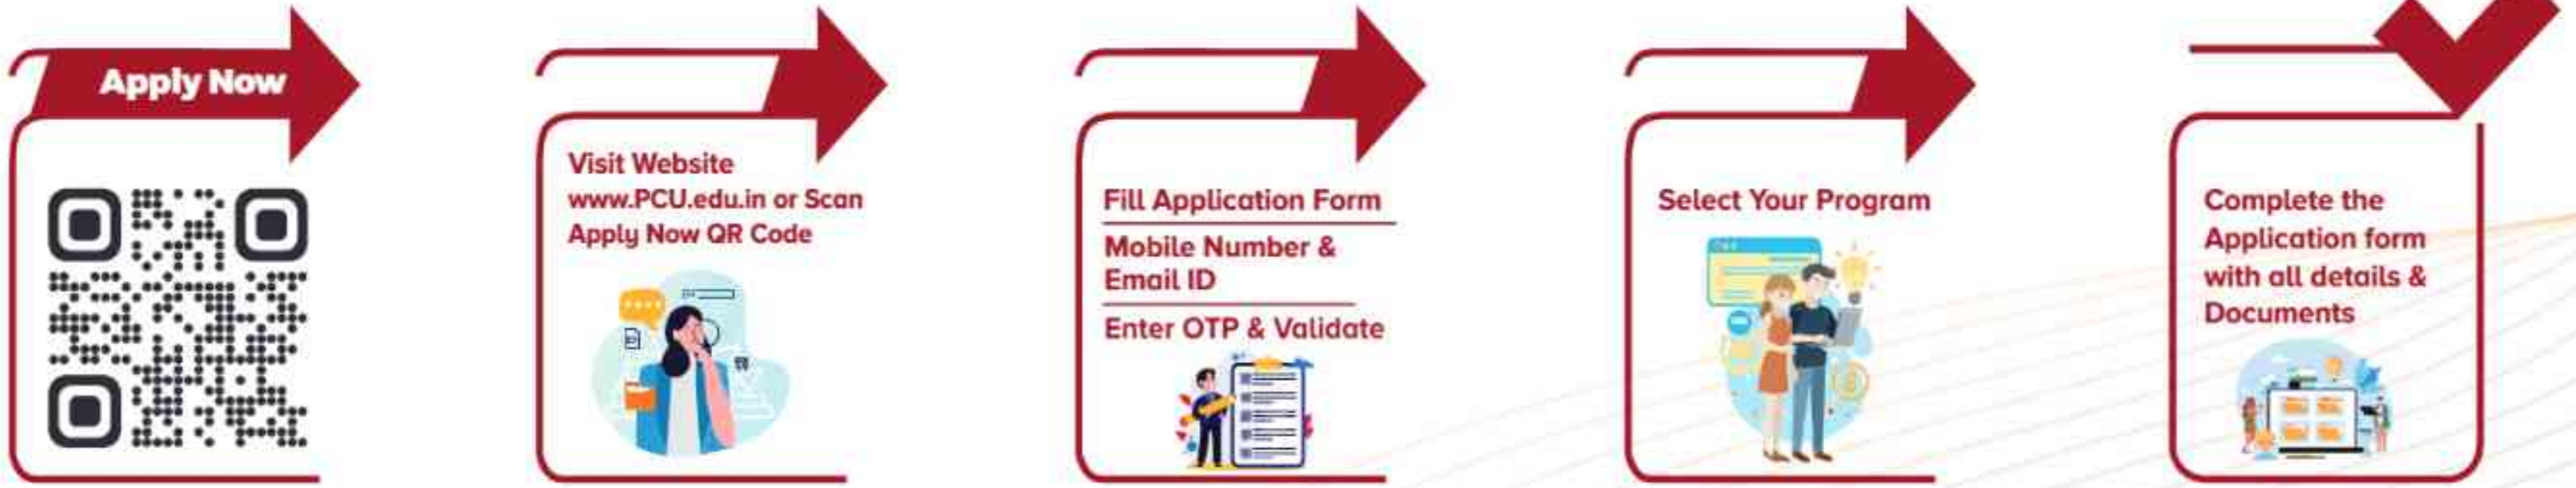 Apply Now
Visit Website
www.PCU.edu.in or Scan
Apply Now QR Code
Fill Application Form
Mobile Number &
Email ID
Enter OTP & Validate
Select Your Program
Complete the
Application form
with all details &
Documents